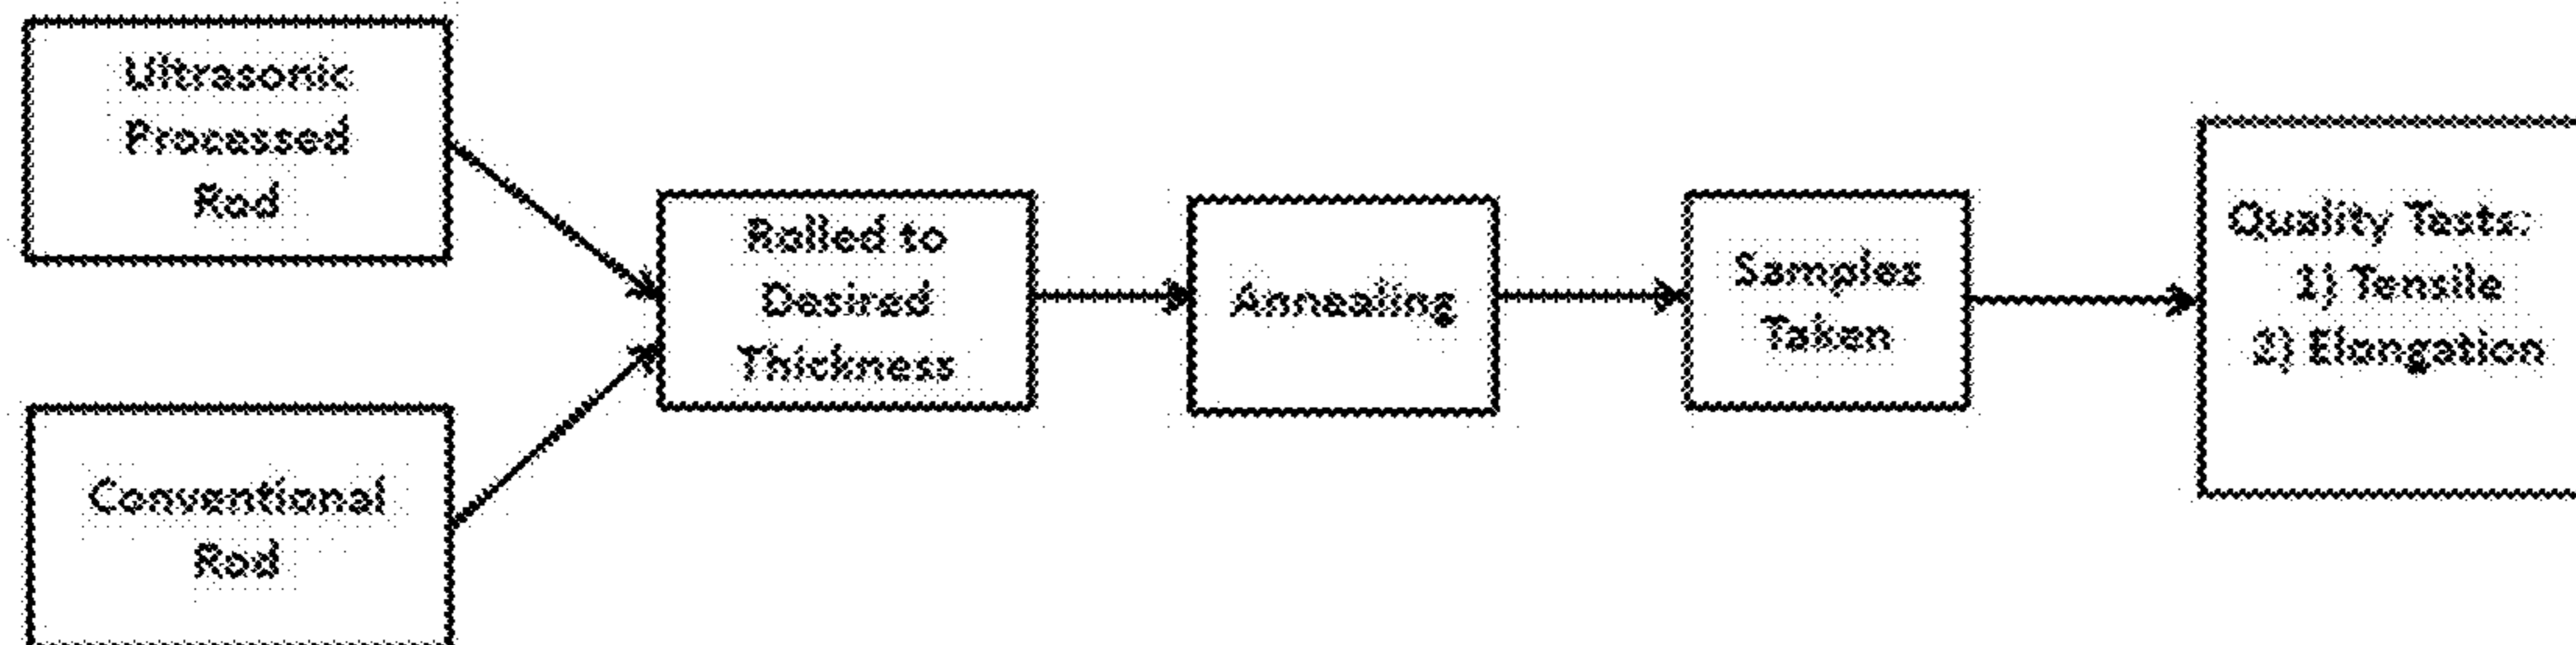 Ultrasonic
Processed
Rod
Conventional
Rod
Rolled to
Desired
Thickness
Annealing
Samples
Taken
Quality Tests:
1) Tensile
2) Elongation